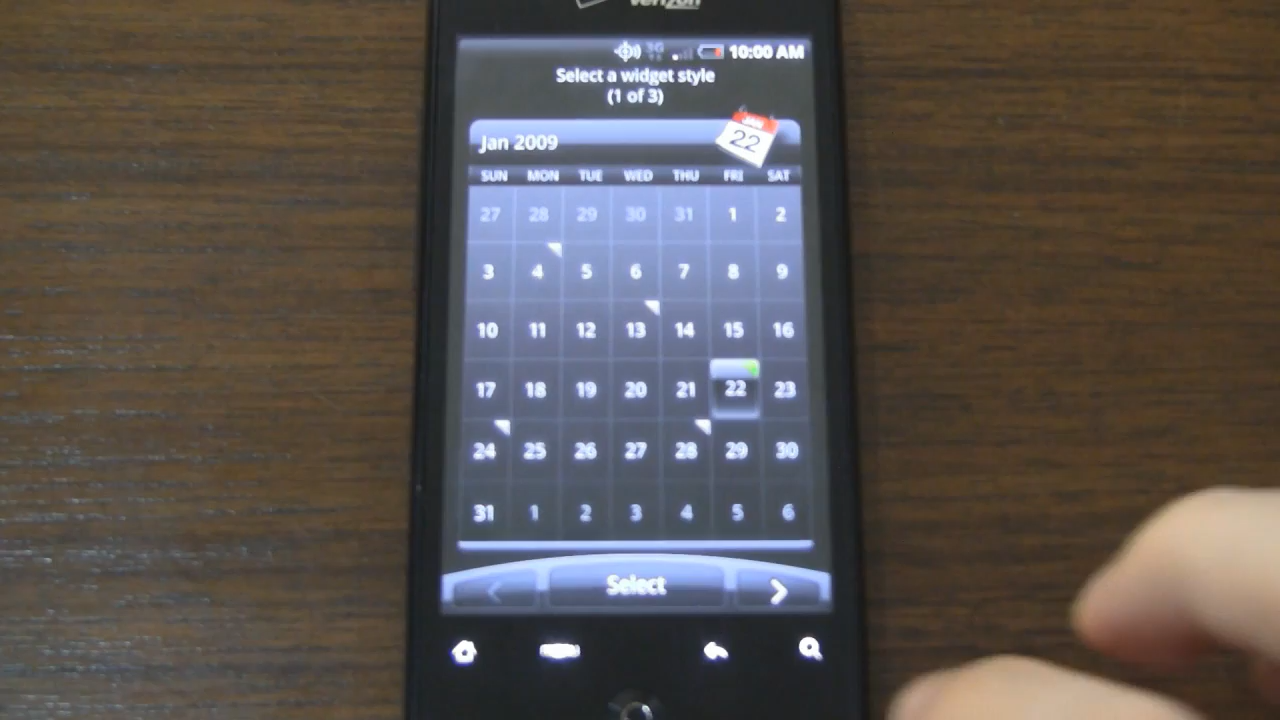 verizon
3G 10:00 AM
Select a widget style
(1 of 3)
Jan 2009
JAN
22
SUN MON TUE WED THU FRI SAT
27 28 29 30 31 1 2
3 4 5 6 7 8 9
10 11 12 13 14 15 16
17 18 19 20 21 22 23
24 25 26 27 28 29 30
31 1 2 3 4 5 6
Select